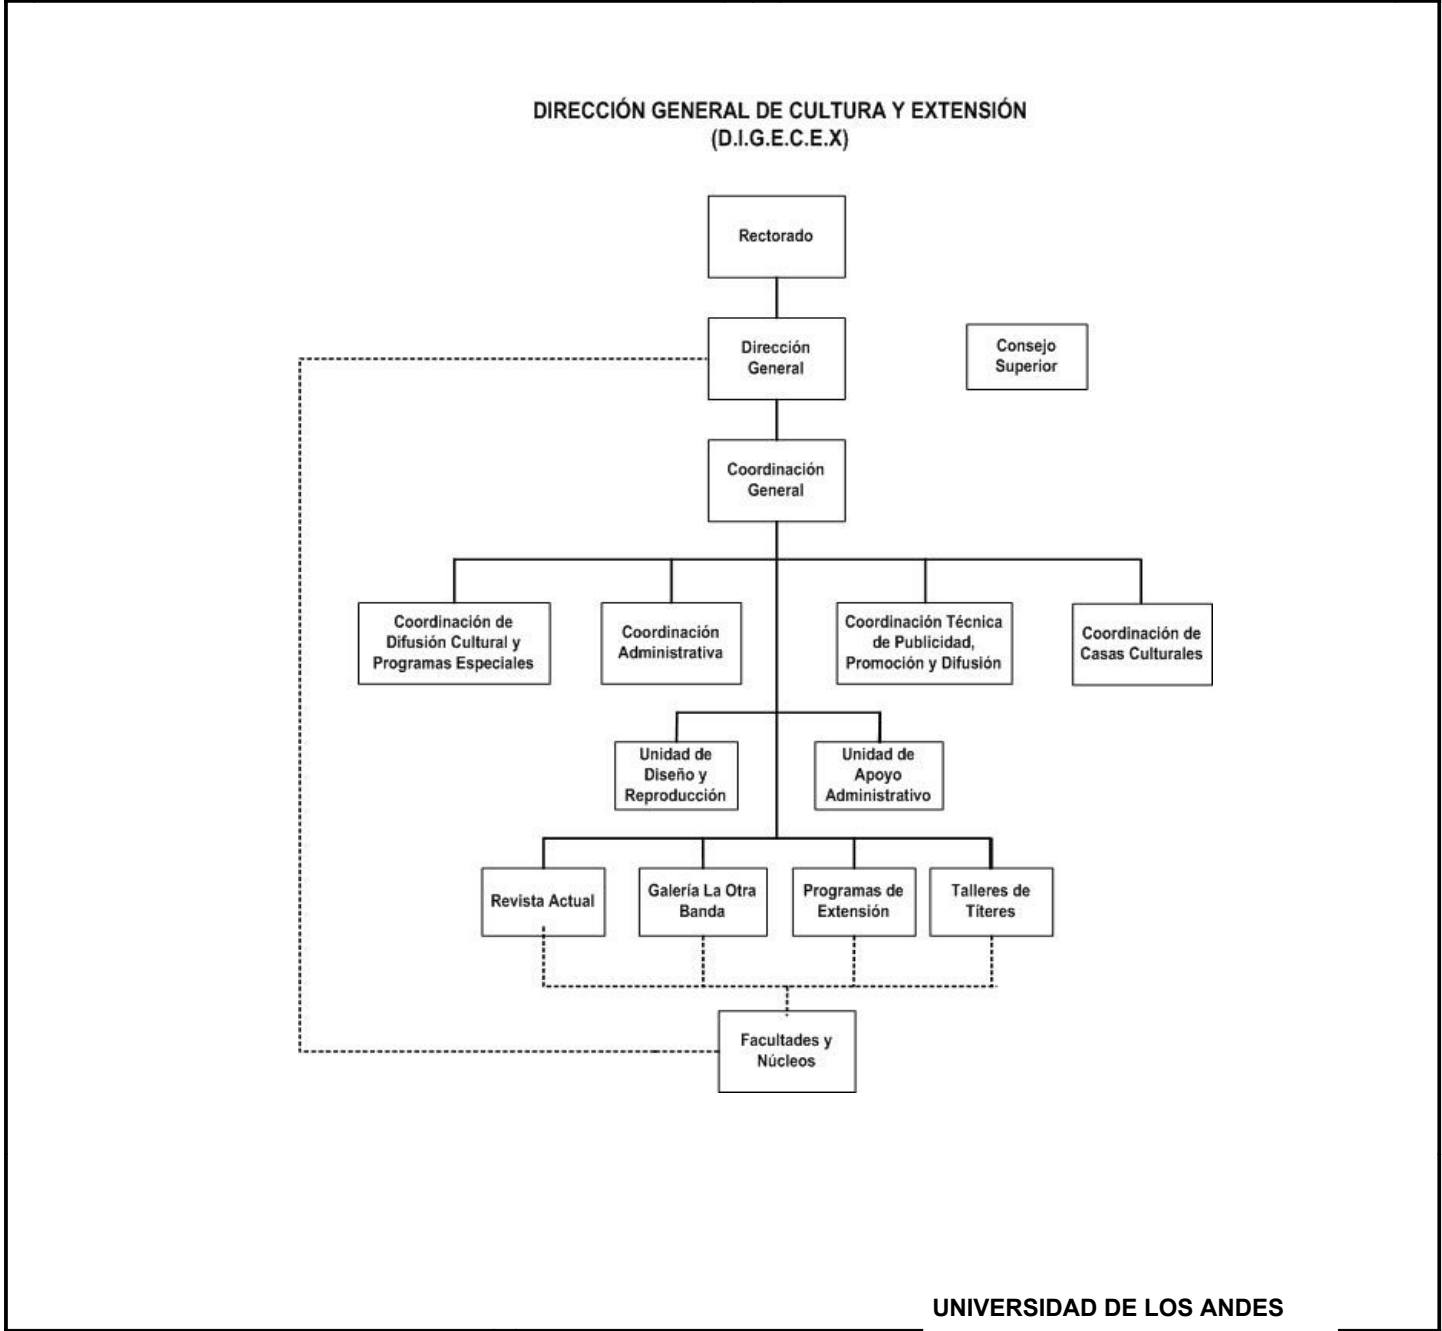 DIRECCIÓN GENERAL DE CULTURA Y EXTENSIÓN
(D.I.G.E.C.E.X)
Rectorado
Dirección
General
Consejo
Superior
Coordinación
General
Coordinación de
Difusión Cultural y
Programas Especiales
Coordinación
Administrativa
Coordinación Técnica
de Publicidad,
Promoción y Difusión
Coordinación de
Casas Culturales
Unidad de
Diseño y
Reproducción
Unidad de
Apoyo
Administrativo
Revista Actual
Galería La Otra
Banda
Programas de
Extensión
Talleres de
Títeres
Facultades y
Núcleos
UNIVERSIDAD DE LOS ANDES